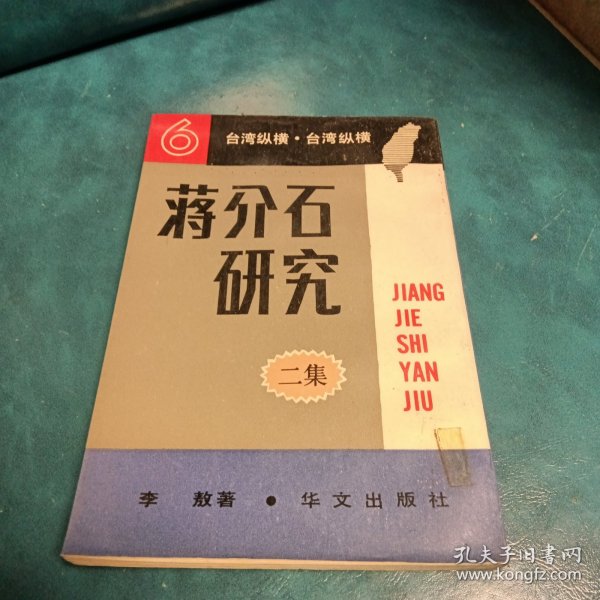 6
台湾纵横·台湾纵横
蒋介石
研究
二集
JIANG
JIE
SHI
YAN
JIU
李 敖著 • 华文出版社
孔夫子旧书网
www.kongfz.com